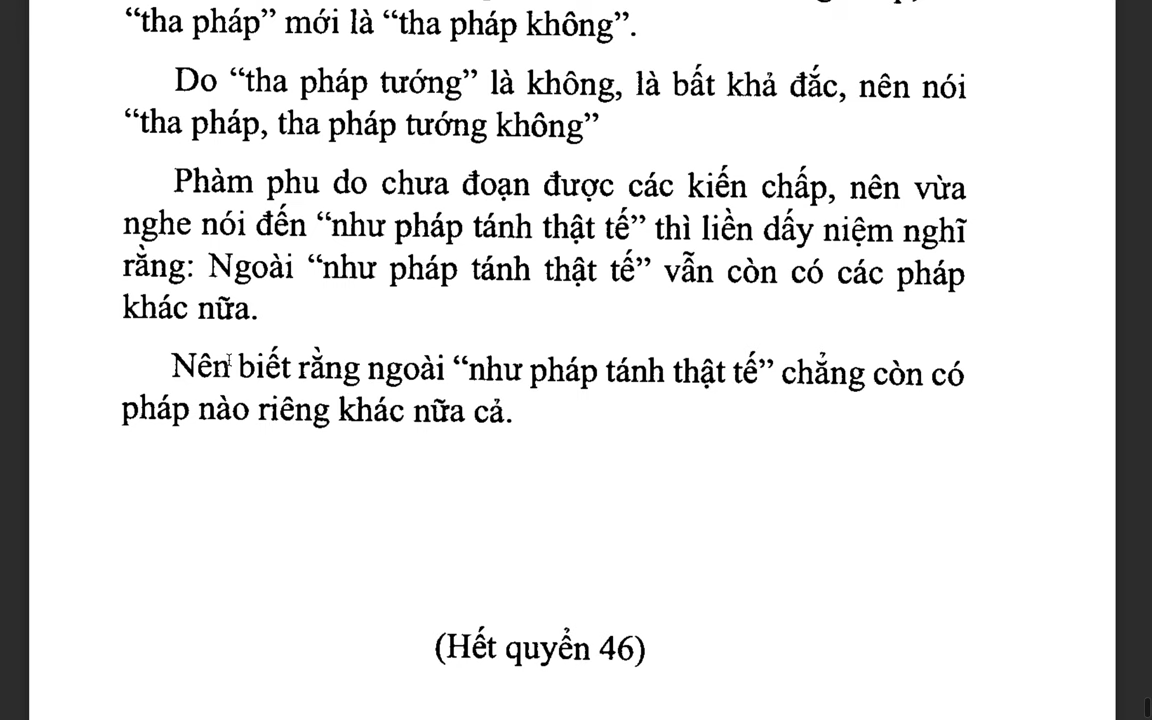 “tha pháp” mới là “tha pháp không”.
Do “tha pháp tướng” là không, là bất khả đắc, nên nói
“tha pháp, tha pháp tướng không”
Phàm phu do chưa đoạn được các kiến chấp, nên vừa
nghe nói đến “như pháp tánh thật tế” thì liền dấy niệm nghĩ
rằng: Ngoài “như pháp tánh thật tế” vẫn còn có các pháp
khác nữa.
Nên biết rằng ngoài “như pháp tánh thật tế” chẳng còn có
pháp nào riêng khác nữa cả.
(Hết quyển 46)